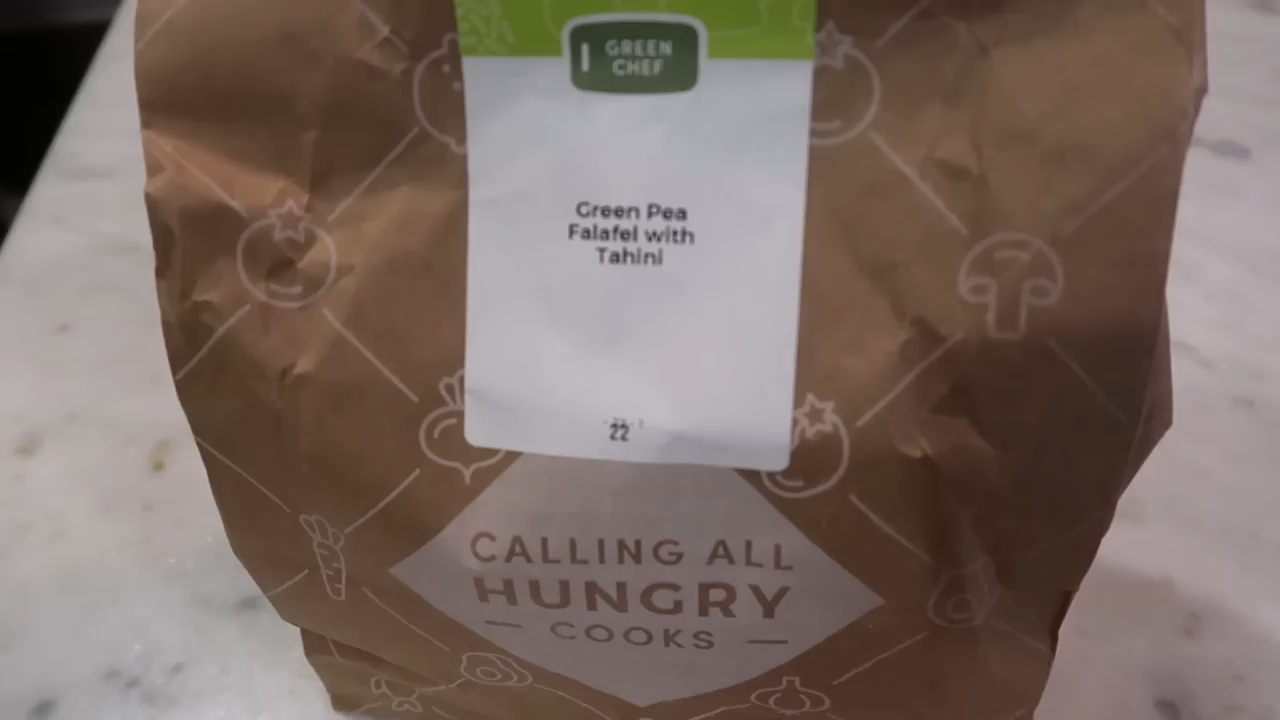 GREEN
CHEF
Green Pea
Falafel with
Tahini
22
CALLING ALL
HUNGRY
COOKS